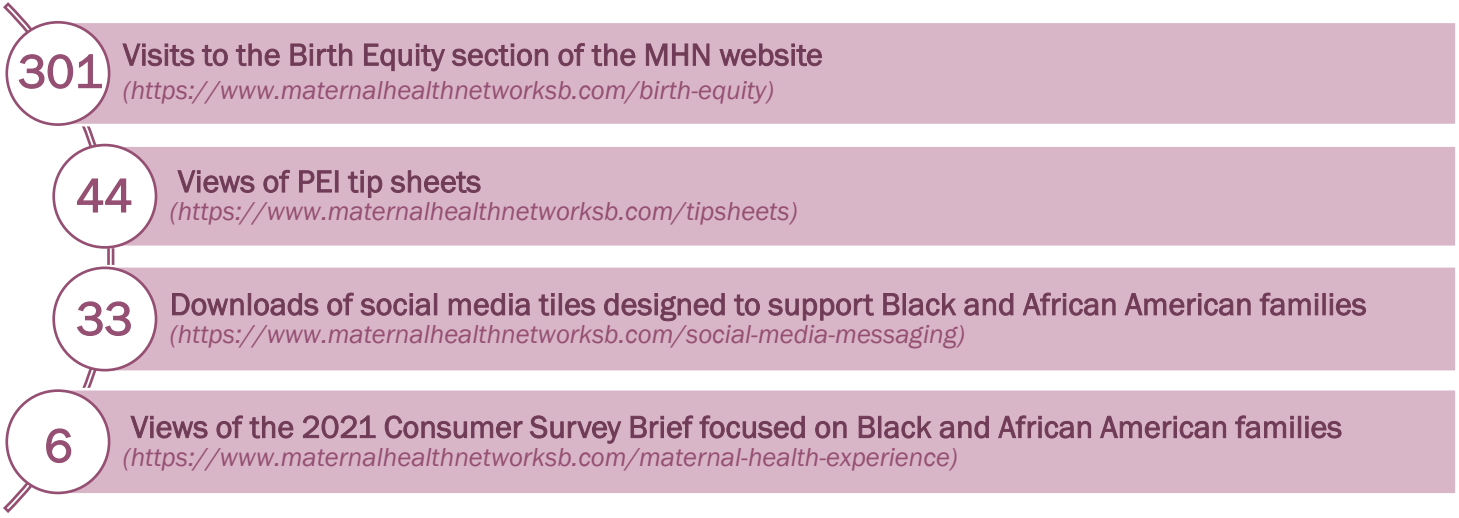 301
Visits to the Birth Equity section of the MHN website
(https://www.maternalhealthnetworksb.com/birth-equity)
44
Views of PEI tip sheets
(https://www.maternalhealthnetworksb.com/tipsheets)
33
Downloads of social media tiles designed to support Black and African American families
(https://www.maternalhealthnetworksb.com/social-media-messaging)
6
Views of the 2021 Consumer Survey Brief focused on Black and African American families
(https://www.maternalhealthnetworksb.com/maternal-health-experience)